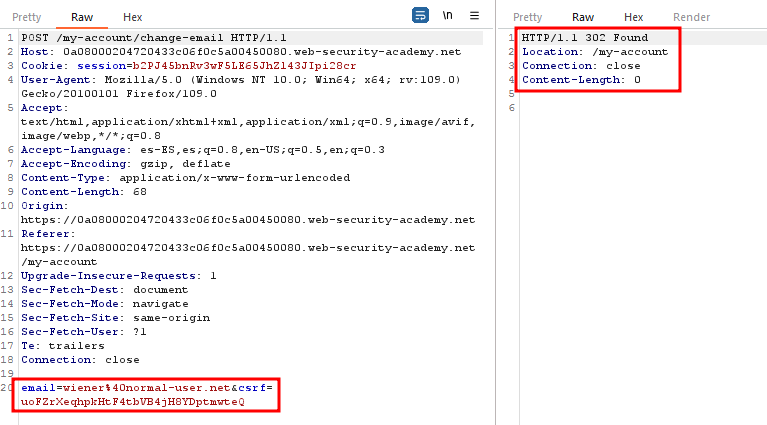 Pretty Raw Hex \n
1 POST /my-account/change-email HTTP/1.1
2 Host: 0a08000204720433c06f0c5a00450080.web-security-academy.net
3 Cookie: session=b2PJ45bnRv3wF5LE65JhZ143JIpi28cr
4 User-Agent: Mozilla/5.0 (Windows NT 10.0; Win64; x64; rv:109.0)
Gecko/20100101 Firefox/109.0
5 Accept:
text/html,application/xhtml+xml,application/xml;q=0.9,image/avif,
image/webp,*/*;q=0.8
6 Accept-Language: es-ES,es;q=0.8,en-US;q=0.5,en;q=0.3
7 Accept-Encoding: gzip, deflate
8 Content-Type: application/x-www-form-urlencoded
9 Content-Length: 68
10 Origin:
https://0a08000204720433c06f0c5a00450080.web-security-academy.net
11 Referer:
https://0a08000204720433c06f0c5a00450080.web-security-academy.net
/my-account
12 Upgrade-Insecure-Requests: 1
13 Sec-Fetch-Dest: document
14 Sec-Fetch-Mode: navigate
15 Sec-Fetch-Site: same-origin
16 Sec-Fetch-User: ?1
17 Te: trailers
18 Connection: close
19
20 email=wiener%40normal-user.net&csrf=
uoFZrXeqhpkHtF4tbVB4jH8YDptmwteQ
Pretty Raw Hex Render
1 HTTP/1.1 302 Found
2 Location: /my-account
3 Connection: close
4 Content-Length: 0
5
6